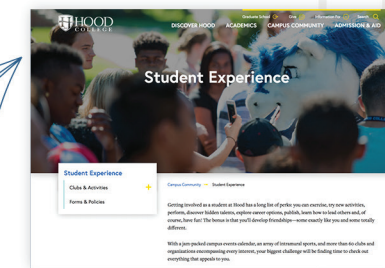 Graduate School Give Information For Search
HOOD
COLLEGE
DISCOVER HOOD ACADEMICS CAMPUS COMMUNITY ADMISSION & AID
Student Experience
Student Experience
Clubs & Activities
Forms & Policies
Campus Community Student Experience
Getting involved as a student at Hood has a long list of perks: you can exercise, try new activities,
perform, discover hidden talents, explore career options, publish, learn how to lead others and, of
course, have fun! The bonus is that you'll develop friendships—some exactly like you and some totally
different.
With a jam-packed campus events calendar, an array of intramural sports, and more than 60 clubs and
organizations encompassing every interest, your biggest challenge will be finding time to check out
everything that appeals to you.